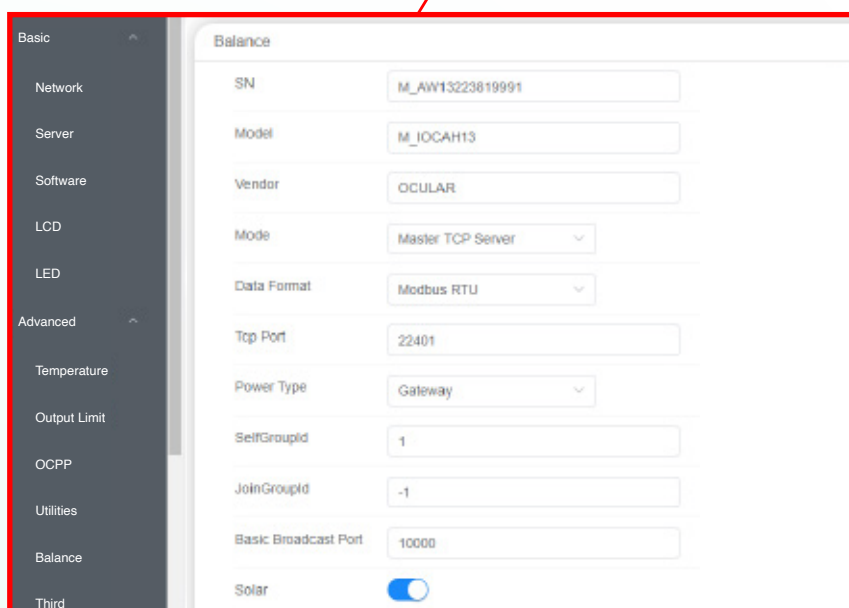 Basic
Network
Server
Software
LCD
LED
Advanced
Temperature
Output Limit
OCPP
Utilities
Balance
Third
Balance
SN M_AW13223819991
Model M_IOCAH13
Vendor OCULAR
Mode Master TCP Server
Data Format Modbus RTU
Tcp Port 22401
Power Type Gateway
SelfGroupId 1
JoinGroupId -1
Basic Broadcast Port 10000
Solar